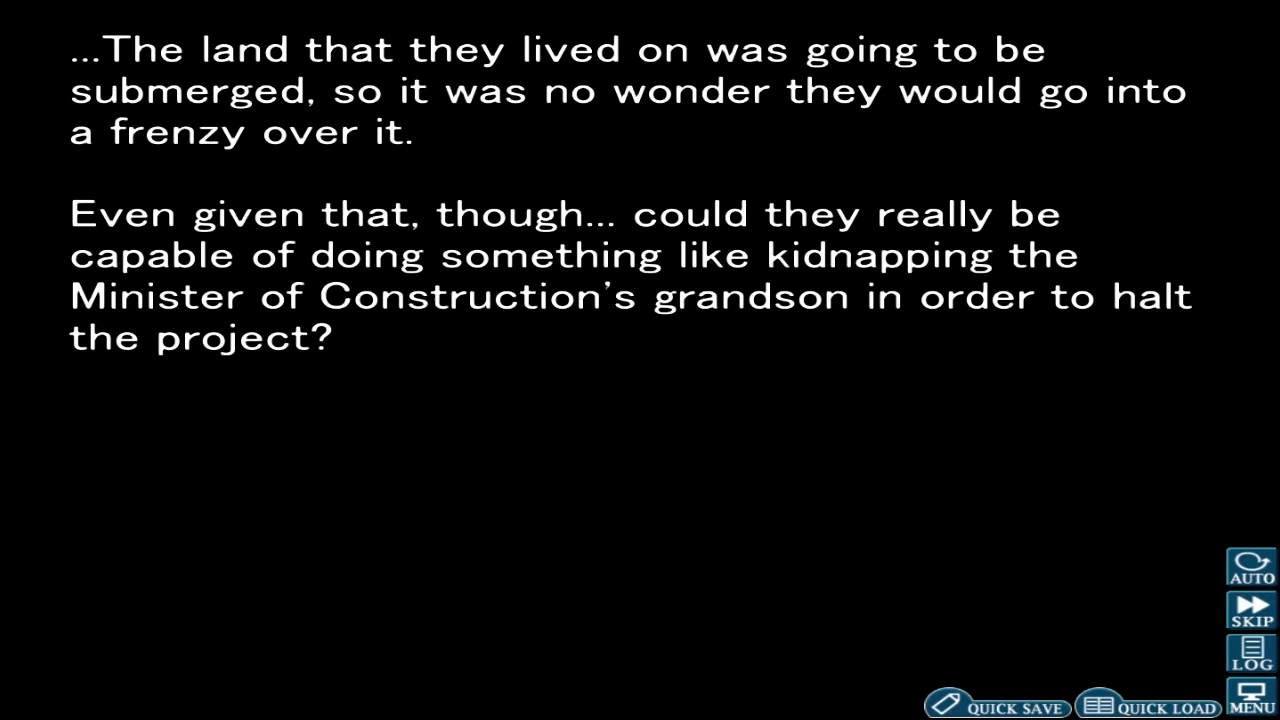 ...The land that they lived on was going to be
submerged, so it was no wonder they would go into
a frenzy over it.
Even given that, though... could they really be
capable of doing something like kidnapping the
Minister of Construction's grandson in order to halt
the project?
AUTO
SKIP
LOG
MENU
QUICK SAVE
QUICK LOAD